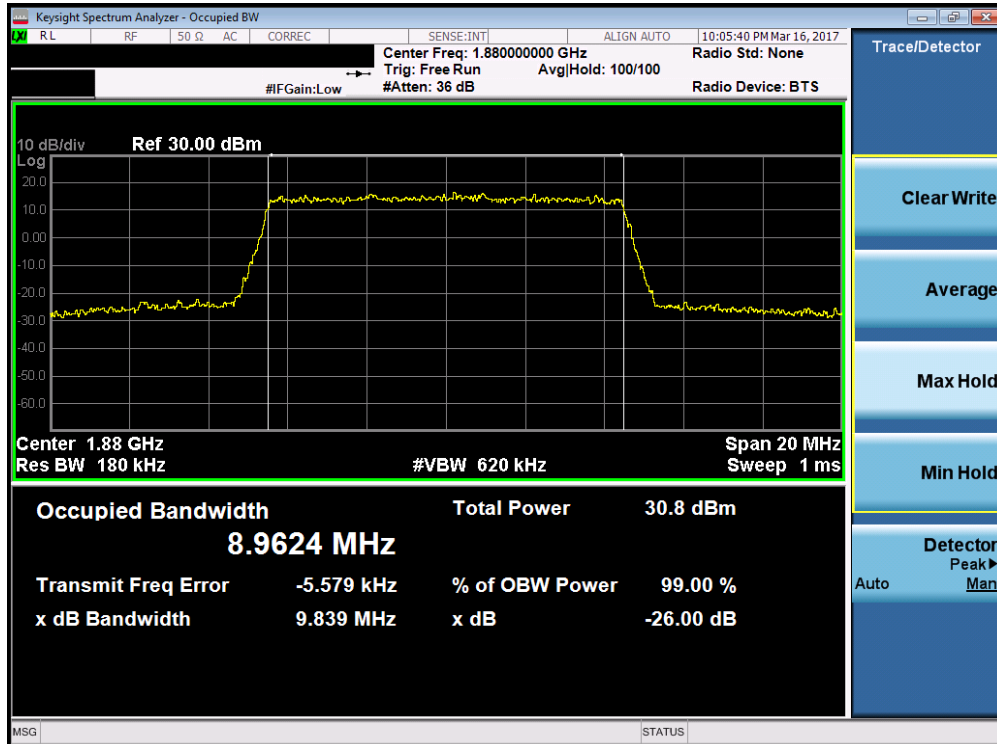 Keysight Spectrum Analyzer - Occupied BW
LXI RL RF 50 Ω AC CORREC SENSE:INT ALIGN AUTO 10:05:40 PM Mar 16, 2017
Center Freq: 1.880000000 GHz Radio Std: None
Trig: Free Run Avg|Hold: 100/100
#IFGain:Low #Atten: 36 dB Radio Device: BTS
Trace/Detector
10 dB/div Ref 30.00 dBm
Log
20.0
10.0
0.00
-10.0
-20.0
-30.0
-40.0
-50.0
-60.0
Center 1.88 GHz Span 20 MHz
Res BW 180 kHz #VBW 620 kHz Sweep 1 ms
Occupied Bandwidth Total Power 30.8 dBm
8.9624 MHz
Transmit Freq Error -5.579 kHz % of OBW Power 99.00 %
x dB Bandwidth 9.839 MHz x dB -26.00 dB
Clear Write
Average
Max Hold
Min Hold
Detector
Peak▶
Auto Man
MSG STATUS